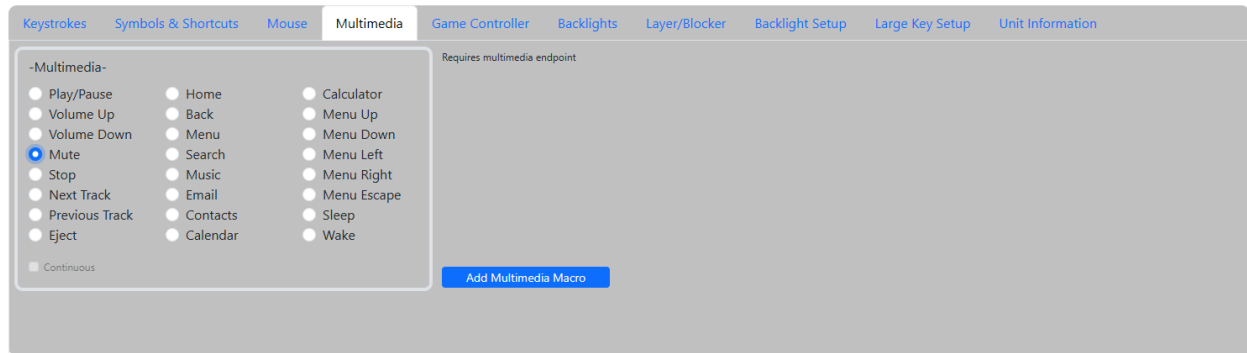 Keystrokes Symbols & Shortcuts Mouse Multimedia Game Controller Backlights Layer/Blocker Backlight Setup Large Key Setup Unit Information
-Multimedia-
Play/Pause Home Calculator
Volume Up Back Menu Up
Volume Down Menu Menu Down
Mute Search Menu Left
Stop Music Menu Right
Next Track Email Menu Escape
Previous Track Contacts Sleep
Eject Calendar Wake
Continuous
Requires multimedia endpoint
Add Multimedia Macro